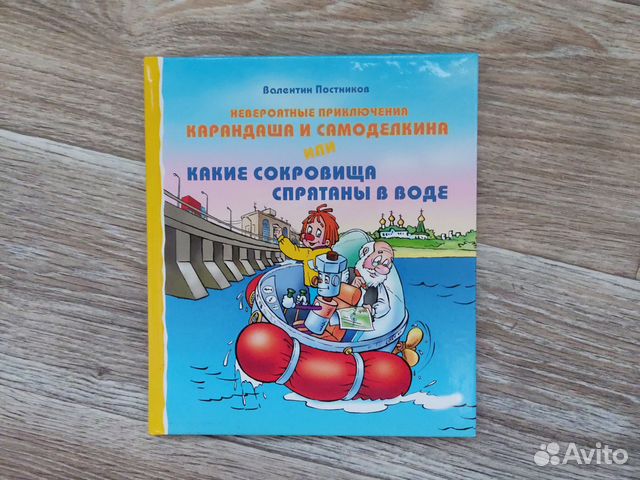 Валентин Постников
НЕВЕРОЯТНЫЕ ПРИКЛЮЧЕНИЯ
КАРАНДАША И САМОДЕЛКИНА
ИЛИ
КАКИЕ СОКРОВИЩА
СПРЯТАНЫ В ВОДЕ
Avito